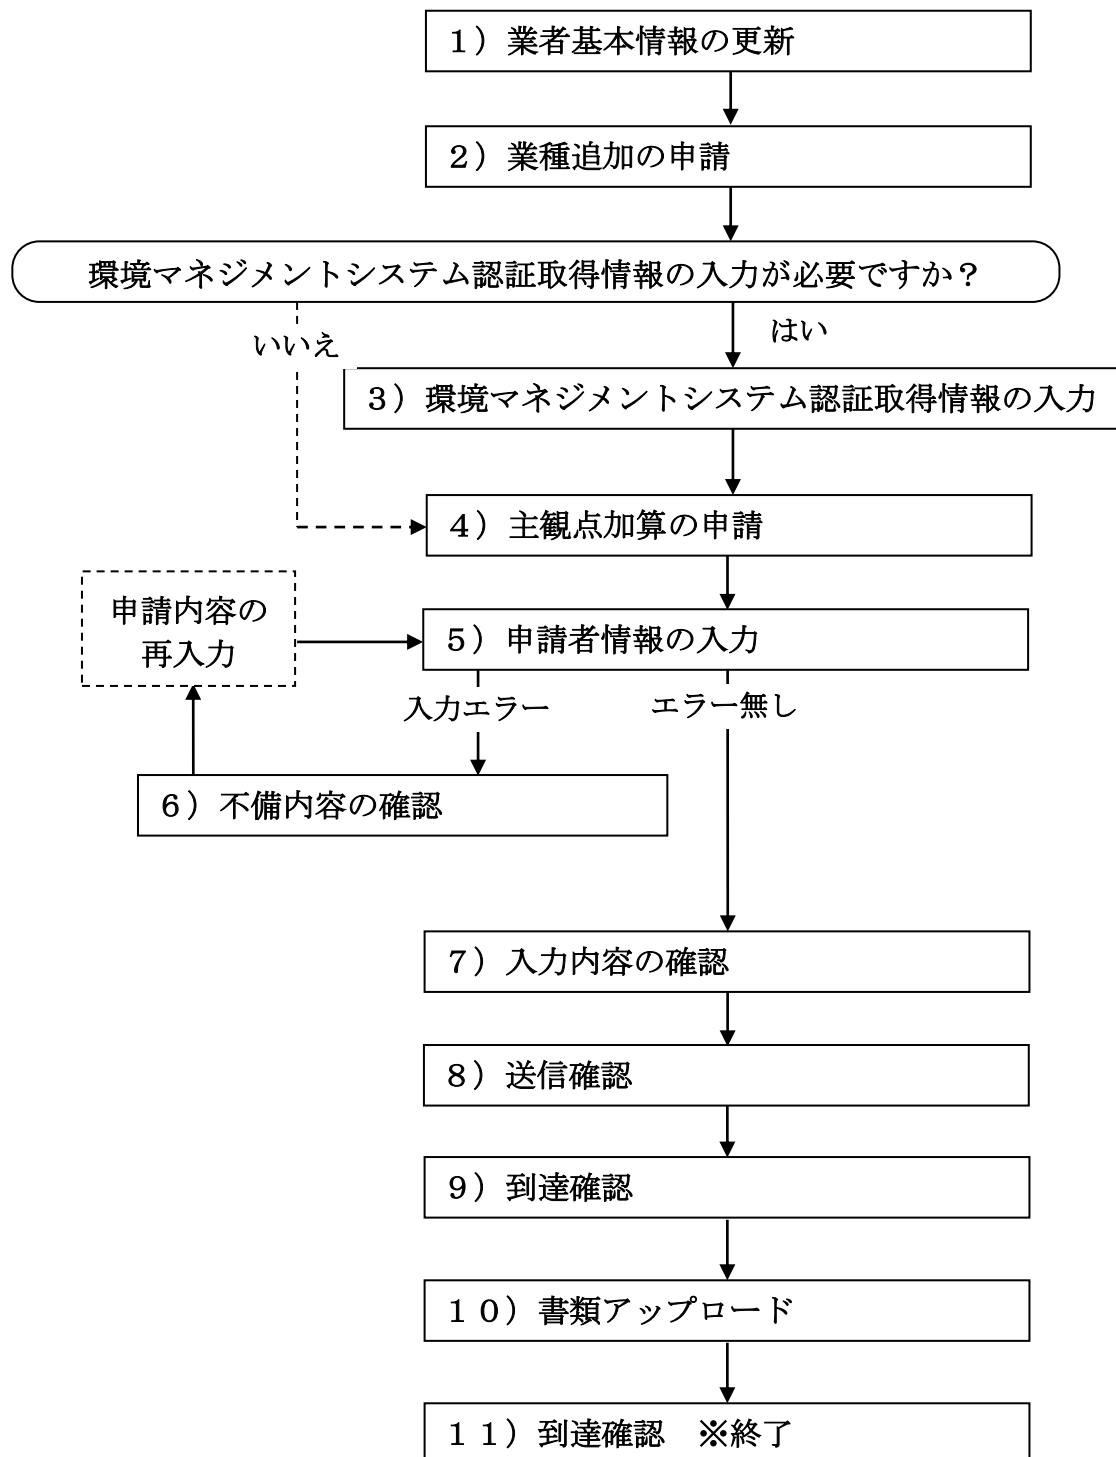 １）業者基本情報の更新
２）業種追加の申請
環境マネジメントシステム認証取得情報の入力が必要ですか？
いいえ
はい
３）環境マネジメントシステム認証取得情報の入力
４）主観点加算の申請
申請内容の
再入力
５）申請者情報の入力
入力エラー
エラー無し
６）不備内容の確認
７）入力内容の確認
８）送信確認
９）到達確認
１０）書類アップロード
１１）到達確認　※終了